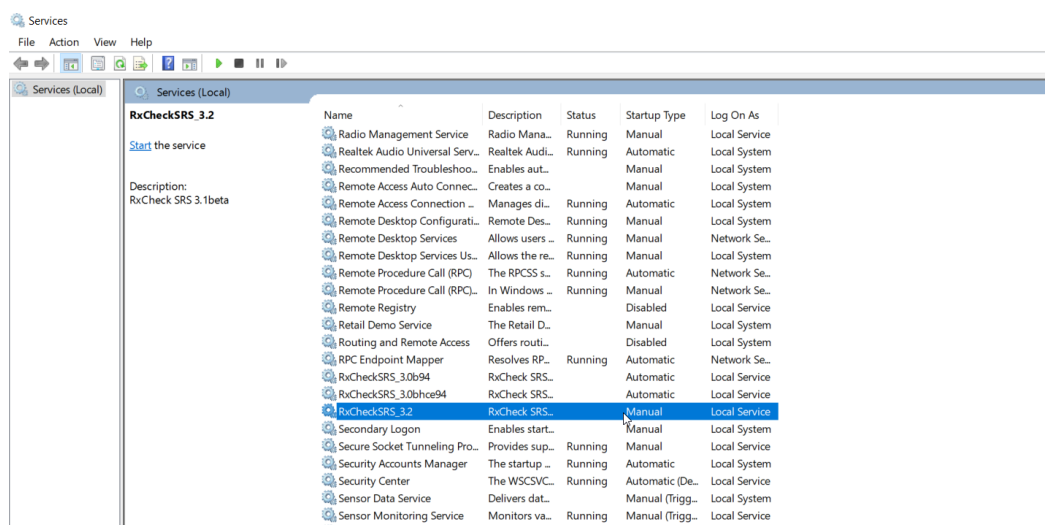 Services
File Action View Help
Services (Local)
Services (Local)
RxCheckSRS_3.2
Start the service
Description:
RxCheck SRS 3.1beta
Name Description Status Startup Type Log On As
Radio Management Service Radio Mana... Running Manual Local Service
Realtek Audio Universal Serv... Realtek Audi... Running Automatic Local System
Recommended Troubleshoo... Enables aut... Manual Local System
Remote Access Auto Connec... Creates a co... Manual Local System
Remote Access Connection ... Manages di... Running Automatic Local System
Remote Desktop Configurati... Remote Des... Running Manual Local System
Remote Desktop Services Allows users ... Running Manual Network Se...
Remote Desktop Services Us... Allows the re... Running Manual Local System
Remote Procedure Call (RPC) The RPCSS s... Running Automatic Network Se...
Remote Procedure Call (RPC)... In Windows ... Running Manual Network Se...
Remote Registry Enables rem... Disabled Local Service
Retail Demo Service The Retail D... Manual Local System
Routing and Remote Access Offers routi... Disabled Local System
RPC Endpoint Mapper Resolves RP... Running Automatic Network Se...
RxCheckSRS_3.0b94 RxCheck SRS... Automatic Local Service
RxCheckSRS_3.0bhce94 RxCheck SRS... Automatic Local Service
RxCheckSRS_3.2 RxCheck SRS... Manual Local Service
Secondary Logon Enables start... Manual Local System
Secure Socket Tunneling Pro... Provides sup... Running Manual Local Service
Security Accounts Manager The startup ... Running Automatic Local System
Security Center The WSCSVC... Running Automatic (De... Local Service
Sensor Data Service Delivers dat... Manual (Trigg... Local System
Sensor Monitoring Service Monitors va... Running Manual (Trigg... Local Service